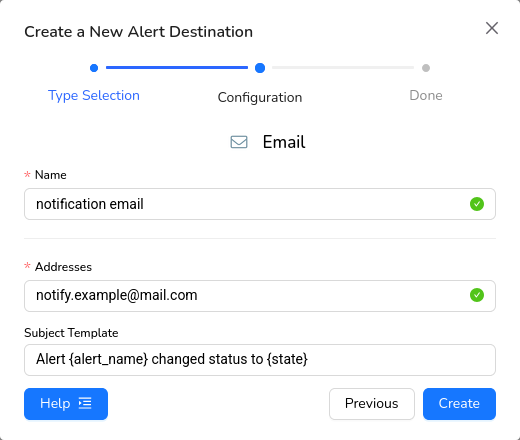 Create a New Alert Destination
Type Selection
Configuration
Done
Email
* Name
notification email
* Addresses
notify.example@mail.com
Subject Template
Alert {alert_name} changed status to {state}
Help
Previous
Create